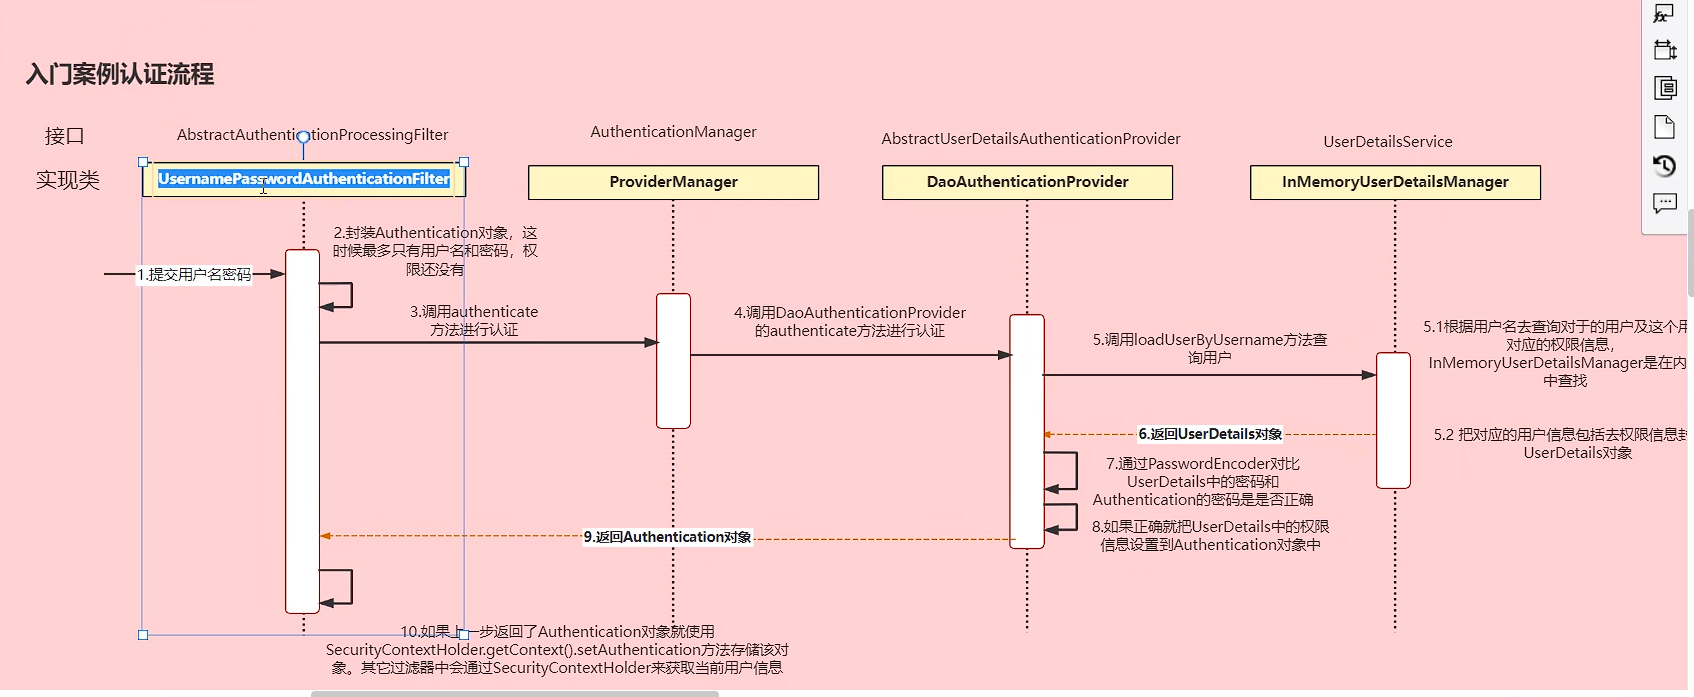 入门案例认证流程
接口
AbstractAuthenticationProcessingFilter
AuthenticationManager
AbstractUserDetailsAuthenticationProvider
UserDetailsService
实现类
UsernamePasswordAuthenticationFilter
ProviderManager
DaoAuthenticationProvider
InMemoryUserDetailsManager
1.提交用户名密码
2.封装Authentication对象，这
时候最多只有用户名和密码，权
限还没有
3.调用authenticate
方法进行认证
4.调用DaoAuthenticationProvider
的authenticate方法进行认证
5.调用loadUserByUsername方法查
询用户
5.1根据用户名去查询对于的用户及这个用
对应的权限信息，
InMemoryUserDetailsManager是在内
中查找
5.2 把对应的用户信息包括去权限信息封
UserDetails对象
6.返回UserDetails对象
7.通过PasswordEncoder对比
UserDetails中的密码和
Authentication的密码是是否正确
8.如果正确就把UserDetails中的权限
信息设置到Authentication对象中
9.返回Authentication对象
10.如果上一步返回了Authentication对象就使用
SecurityContextHolder.getContext().setAuthentication方法存储该对
象。其它过滤器中会通过SecurityContextHolder来获取当前用户信息